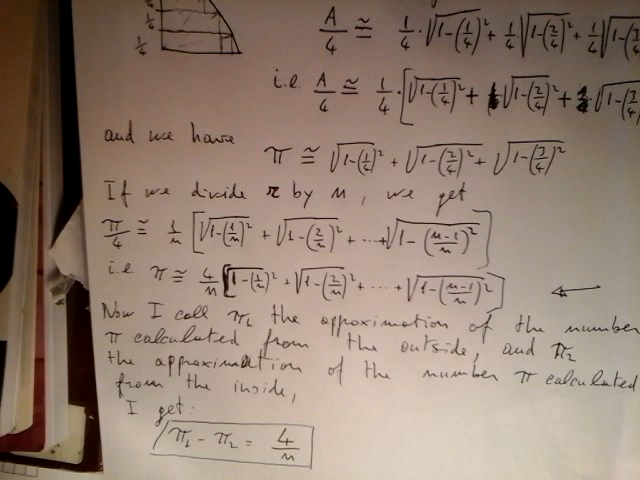 3/4
2/4
1/4
A/4 ≅ 1/4 · √(1-(1/4)²) + 1/4 √(1-(2/4)²) + 1/4 √(1-(3/4
i.e. A/4 ≅ 1/4 · [√(1-(1/4)²) + √(1-(2/4)²) + √(1-(3/4
and we have
π ≅ √(1-(1/4)²) + √(1-(2/4)²) + √(1-(3/4)²)
If we divide r by n, we get
π/4 ≅ 1/n [√(1-(1/n)²) + √(1-(2/n)²) + ... + √(1-((n-1)/n)²)]
i.e. π ≅ 4/n [√(1-(1/n)²) + √(1-(2/n)²) + .... + √(1-((n-1)/n)²)] ←
Now I call π₁ the approximation of the number
π calculated from the outside, and π₂
the approximation of the number π calculated
from the inside,
I get:
π₁ - π₂ = 4/n